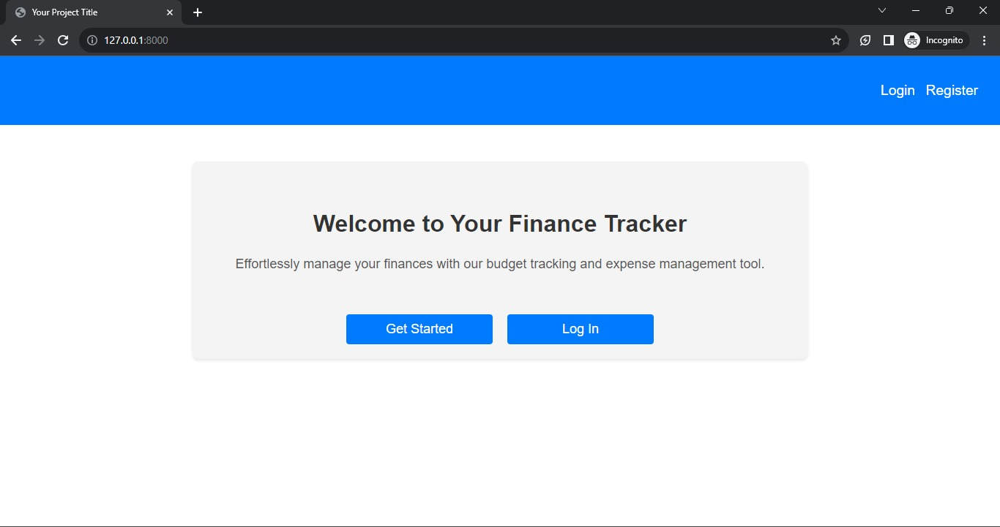 Your Project Title
127.0.0.1:8000
Incognito
Login Register
Welcome to Your Finance Tracker
Effortlessly manage your finances with our budget tracking and expense management tool.
Get Started Log In